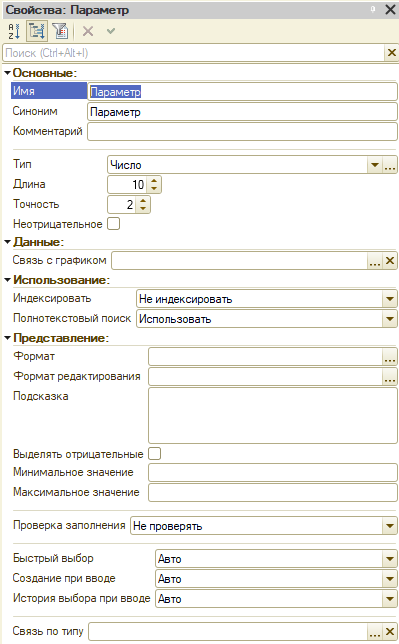 Свойства: Параметр
Поиск (Ctrl+Alt+I)
Основные:
Имя Параметр
Синоним Параметр
Комментарий
Тип Число
Длина 10
Точность 2
Неотрицательное
Данные:
Связь с графиком
Использование:
Индексировать Не индексировать
Полнотекстовый поиск Использовать
Представление:
Формат
Формат редактирования
Подсказка
Выделять отрицательные
Минимальное значение
Максимальное значение
Проверка заполнения Не проверять
Быстрый выбор Авто
Создание при вводе Авто
История выбора при вводе Авто
Связь по типу